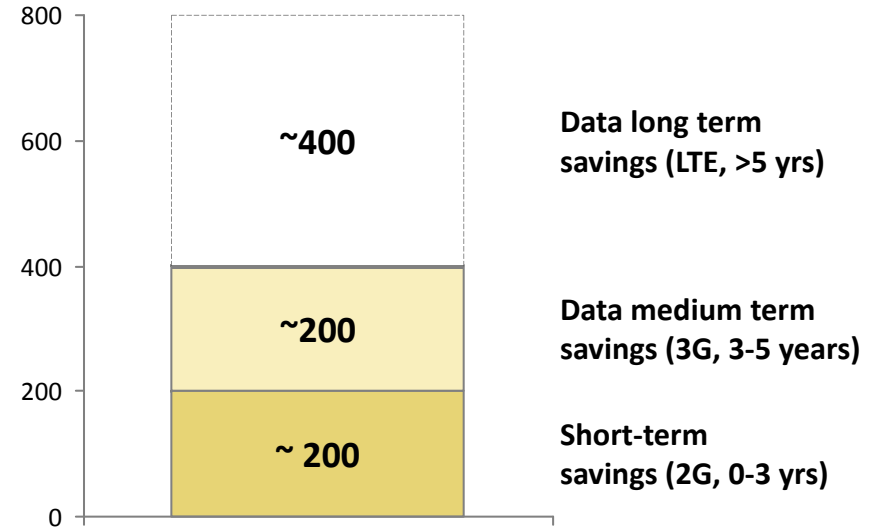 800
600
400
200
0
~400
~200
~ 200
Data long term
savings (LTE, >5 yrs)
Data medium term
savings (3G, 3-5 years)
Short-term
savings (2G, 0-3 yrs)